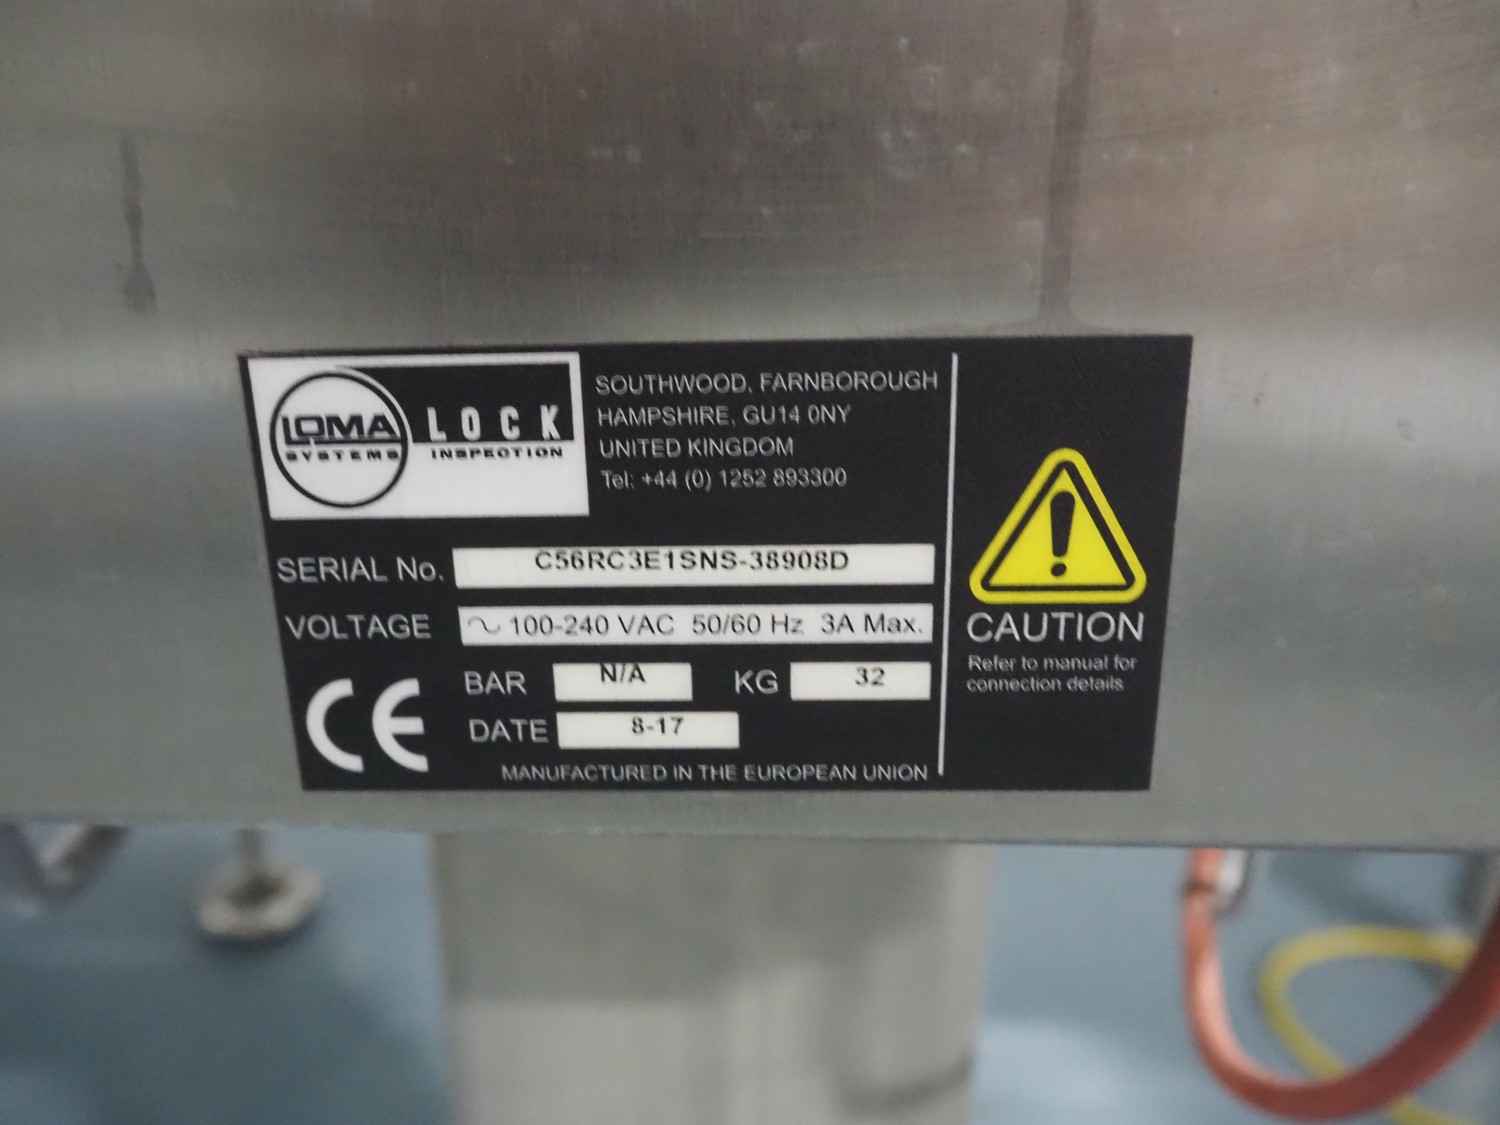 LOMA
SYSTEMS
LOCK
INSPECTION
SOUTHWOOD, FARNBOROUGH
HAMPSHIRE, GU14 0NY
UNITED KINGDOM
Tel: +44 (0) 1252 893300
SERIAL No. C56RC3E1SNS-38908D
VOLTAGE ~ 100-240 VAC 50/60 Hz 3A Max.
BAR N/A KG 32
DATE 8-17
CE
MANUFACTURED IN THE EUROPEAN UNION
CAUTION
Refer to manual for
connection details